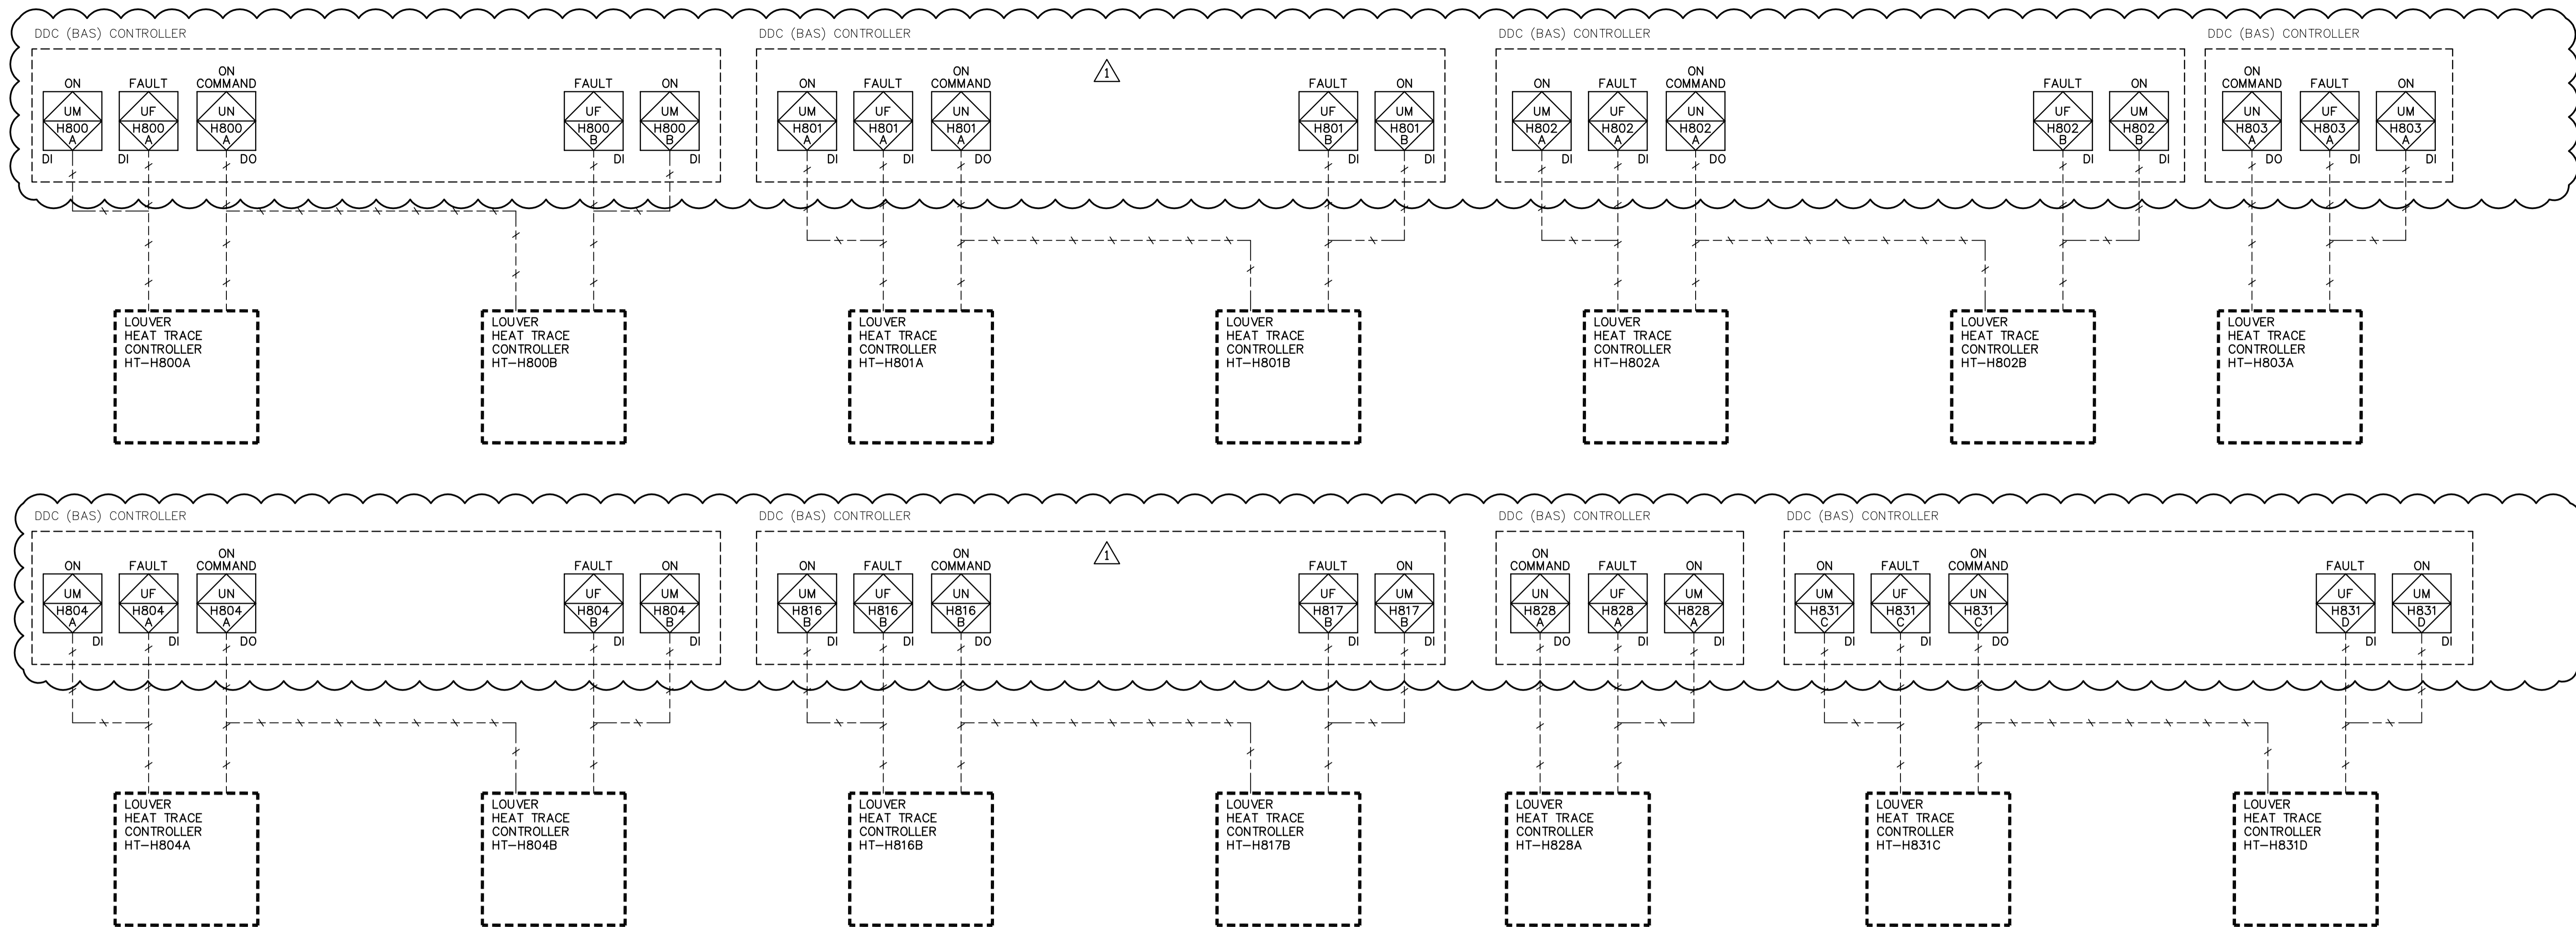 DDC (BAS) CONTROLLER
ON
UM
H800
A
DI
FAULT
UF
H800
A
DI
ON
COMMAND
UN
H800
A
DO
FAULT
UF
H800
B
DI
ON
UM
H800
B
DI
DDC (BAS) CONTROLLER
1
ON
UM
H801
A
DI
FAULT
UF
H801
A
DI
ON
COMMAND
UN
H801
A
DO
FAULT
UF
H801
B
DI
ON
UM
H801
B
DI
DDC (BAS) CONTROLLER
ON
UM
H802
A
DI
FAULT
UF
H802
A
DI
ON
COMMAND
UN
H802
A
DO
FAULT
UF
H802
B
DI
ON
UM
H802
B
DI
DDC (BAS) CONTROLLER
ON
COMMAND
UN
H803
A
DO
FAULT
UF
H803
A
DI
ON
UM
H803
A
DI
LOUVER
HEAT TRACE
CONTROLLER
HT-H800A
LOUVER
HEAT TRACE
CONTROLLER
HT-H800B
LOUVER
HEAT TRACE
CONTROLLER
HT-H801A
LOUVER
HEAT TRACE
CONTROLLER
HT-H801B
LOUVER
HEAT TRACE
CONTROLLER
HT-H802A
LOUVER
HEAT TRACE
CONTROLLER
HT-H802B
LOUVER
HEAT TRACE
CONTROLLER
HT-H803A
DDC (BAS) CONTROLLER
ON
UM
H804
A
DI
FAULT
UF
H804
A
DI
ON
COMMAND
UN
H804
A
DO
FAULT
UF
H804
B
DI
ON
UM
H804
B
DI
DDC (BAS) CONTROLLER
1
ON
UM
H816
B
DI
FAULT
UF
H816
B
DI
ON
COMMAND
UN
H816
B
DO
FAULT
UF
H817
B
DI
ON
UM
H817
B
DI
DDC (BAS) CONTROLLER
ON
COMMAND
UN
H828
A
DO
FAULT
UF
H828
A
DI
ON
UM
H828
A
DI
DDC (BAS) CONTROLLER
ON
UM
H831
C
DI
FAULT
UF
H831
C
DI
ON
COMMAND
UN
H831
C
DO
FAULT
UF
H831
D
DI
ON
UM
H831
D
DI
LOUVER
HEAT TRACE
CONTROLLER
HT-H804A
LOUVER
HEAT TRACE
CONTROLLER
HT-H804B
LOUVER
HEAT TRACE
CONTROLLER
HT-H816B
LOUVER
HEAT TRACE
CONTROLLER
HT-H817B
LOUVER
HEAT TRACE
CONTROLLER
HT-H828A
LOUVER
HEAT TRACE
CONTROLLER
HT-H831C
LOUVER
HEAT TRACE
CONTROLLER
HT-H831D